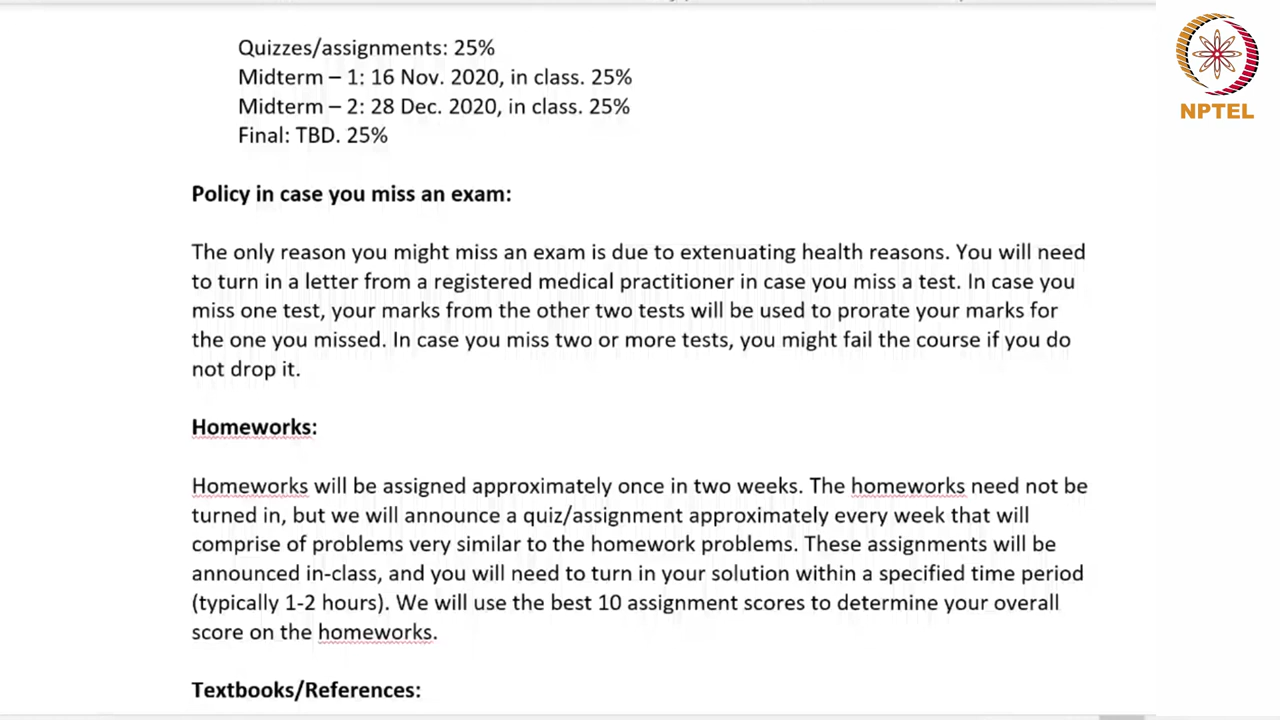 Quizzes/assignments: 25%
Midterm – 1: 16 Nov. 2020, in class. 25%
Midterm – 2: 28 Dec. 2020, in class. 25%
Final: TBD. 25%
Policy in case you miss an exam:
The only reason you might miss an exam is due to extenuating health reasons. You will need
to turn in a letter from a registered medical practitioner in case you miss a test. In case you
miss one test, your marks from the other two tests will be used to prorate your marks for
the one you missed. In case you miss two or more tests, you might fail the course if you do
not drop it.
Homeworks:
Homeworks will be assigned approximately once in two weeks. The homeworks need not be
turned in, but we will announce a quiz/assignment approximately every week that will
comprise of problems very similar to the homework problems. These assignments will be
announced in-class, and you will need to turn in your solution within a specified time period
(typically 1-2 hours). We will use the best 10 assignment scores to determine your overall
score on the homeworks.
Textbooks/References:
NPTEL